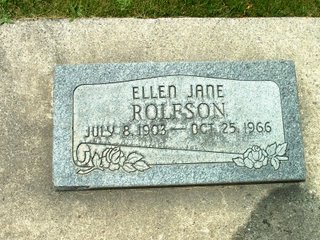 ELLEN JANE
ROLFSON
JULY 8, 1903 — OCT. 25, 1966